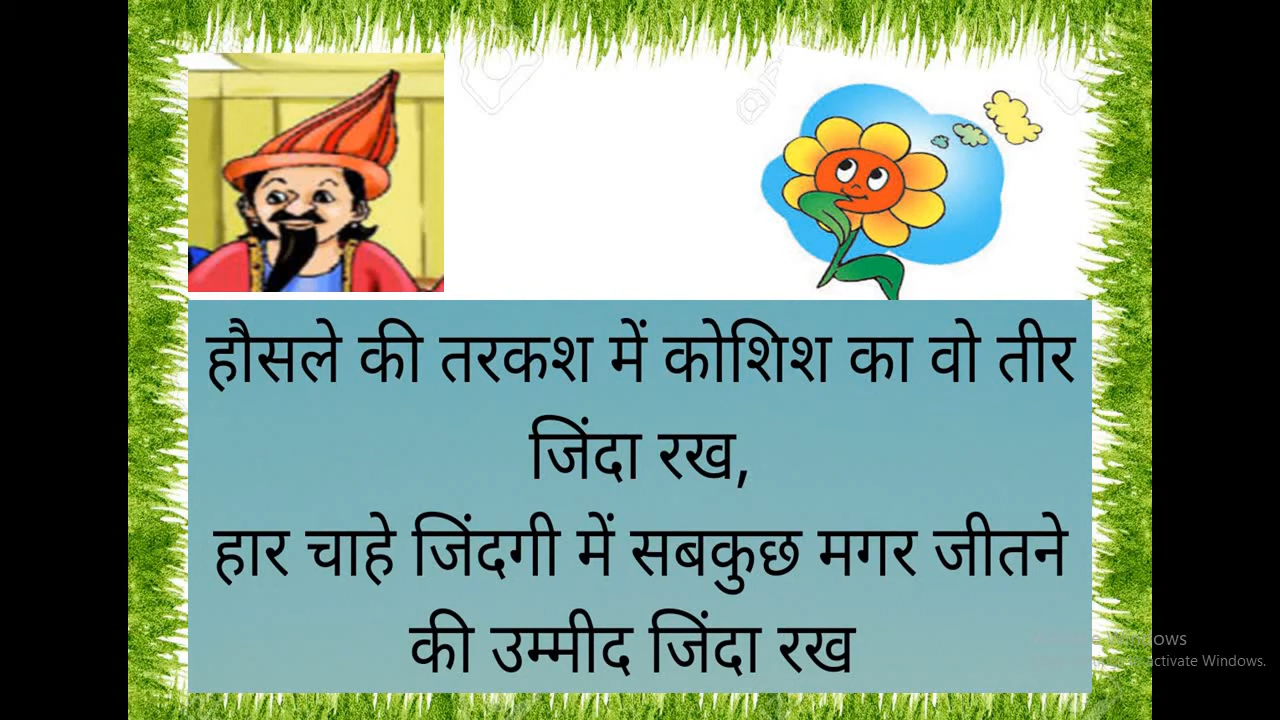 हौसले की तरकश में कोशिश का वो तीर
जिंदा रख,
हार चाहे जिंदगी में सबकुछ मगर जीतने
की उम्मीद जिंदा रख